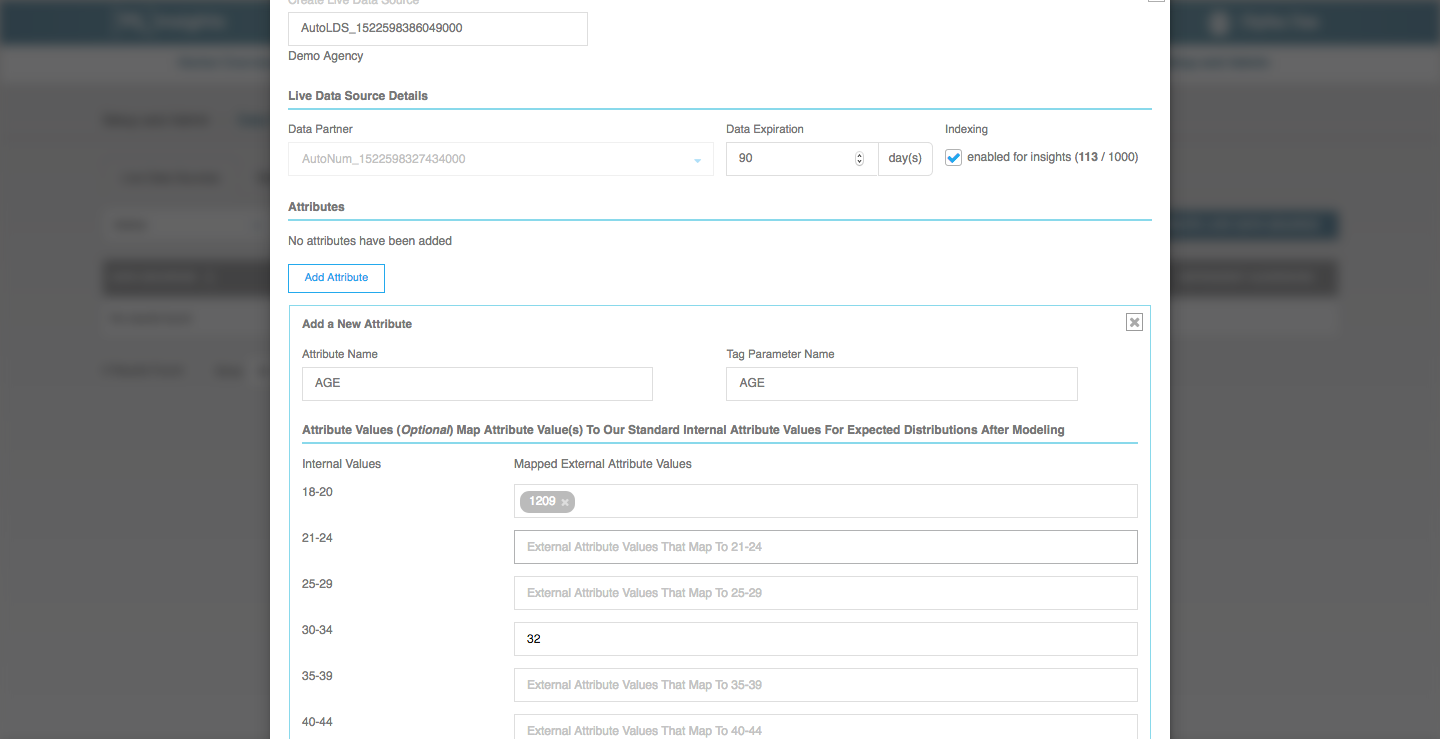 Create Live Data Source
AutoLDS_1522598386049000
Demo Agency
Live Data Source Details
Data Partner
Data Expiration
Indexing
AutoNum_1522598327434000
90
day(s)
enabled for insights (113 / 1000)
Attributes
No attributes have been added
Add Attribute
Add a New Attribute
Attribute Name
Tag Parameter Name
AGE
AGE
Attribute Values (Optional) Map Attribute Value(s) To Our Standard Internal Attribute Values For Expected Distributions After Modeling
Internal Values
Mapped External Attribute Values
18-20
1209
21-24
External Attribute Values That Map To 21-24
25-29
External Attribute Values That Map To 25-29
30-34
32
35-39
External Attribute Values That Map To 35-39
40-44
External Attribute Values That Map To 40-44